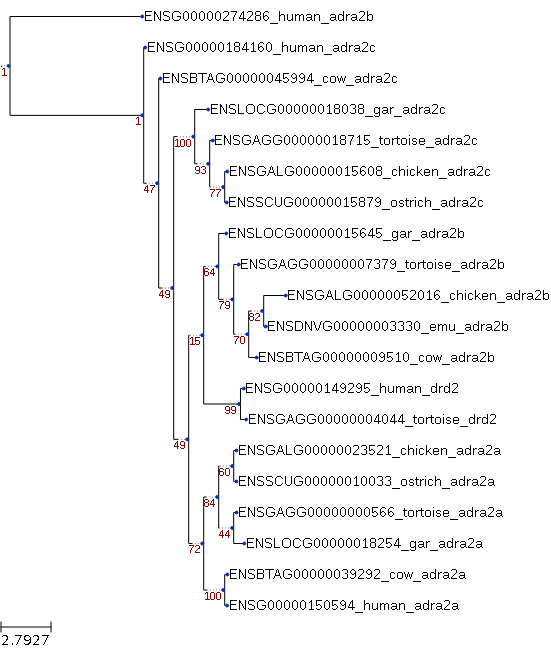 ENSG00000274286_human_adra2b
ENSG00000184160_human_adra2c
1
ENSBTAG00000045994_cow_adra2c
ENSLOCG00000018038_gar_adra2c
1
ENSGAGG00000018715_tortoise_adra2c
100
93
ENSGALG00000015608_chicken_adra2c
47
77
ENSSCUG00000015879_ostrich_adra2c
ENSLOCG00000015645_gar_adra2b
64
ENSGAGG00000007379_tortoise_adra2b
49
79
ENSGALG00000052016_chicken_adra2b
82
ENSDNVG00000003330_emu_adra2b
15
70
ENSBTAG00000009510_cow_adra2b
ENSG00000149295_human_drd2
99
ENSGAGG00000004044_tortoise_drd2
49
ENSGALG00000023521_chicken_adra2a
60
ENSSCUG00000010033_ostrich_adra2a
84
ENSGAGG00000000566_tortoise_adra2a
44
ENSLOCG00000018254_gar_adra2a
72
ENSBTAG00000039292_cow_adra2a
100
ENSG00000150594_human_adra2a
2.7927